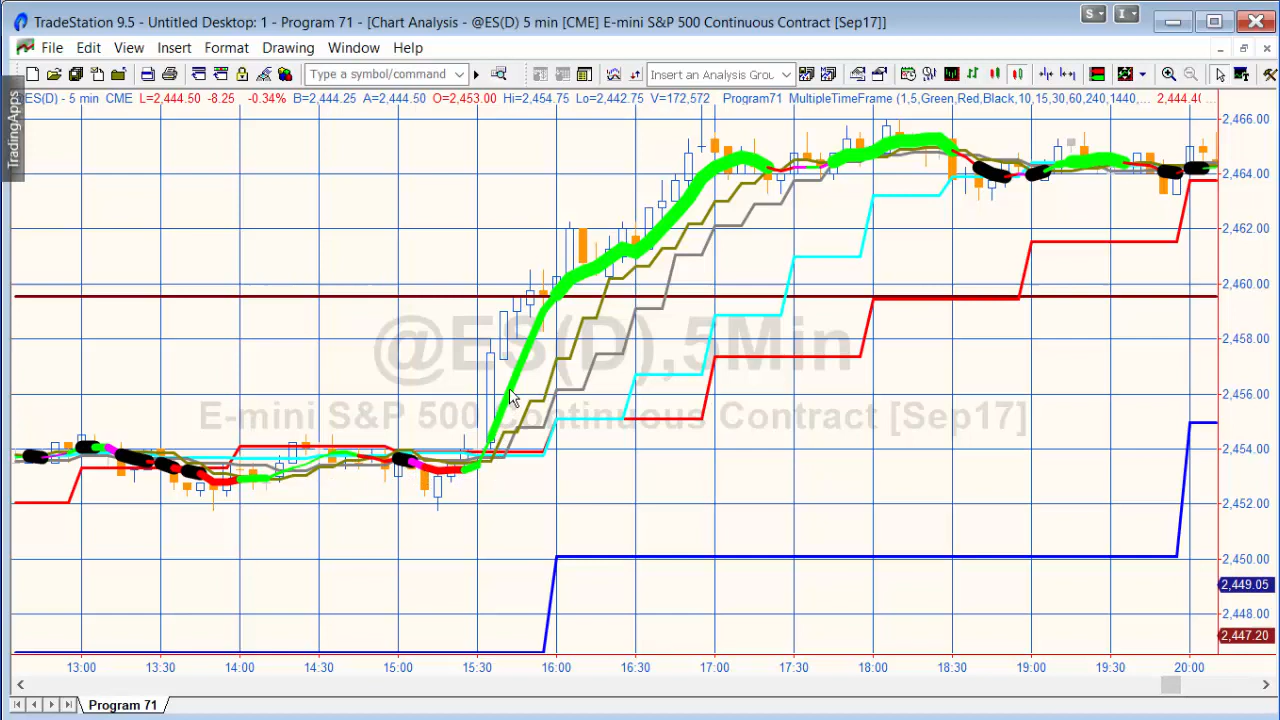 TradeStation 9.5 - Untitled Desktop: 1 - Program 71 - [Chart Analysis - @ES(D) 5 min [CME] E-mini S&P 500 Continuous Contract [Sep17]]
S I
File Edit View Insert Format Drawing Window Help
Type a symbol/command Insert an Analysis Grou
TradingApps
ES(D) - 5 min CME L=2,444.50 -8.25 -0.34% B=2,444.25 A=2,444.50 O=2,453.00 Hi=2,454.75 Lo=2,442.75 V=172,572 Program71 MultipleTimeFrame (1,5,Green,Red,Black,10,15,30,60,240,1440,... 2,444.40 ...
2,466.00
2,464.00
2,462.00
2,460.00
2,458.00
2,456.00
2,454.00
2,452.00
2,450.00
2,449.05
2,448.00
2,447.20
@ES(D),5Min
E-mini S&P 500 Continuous Contract [Sep17]
13:00 13:30 14:00 14:30 15:00 15:30 16:00 16:30 17:00 17:30 18:00 18:30 19:00 19:30 20:00
Program 71